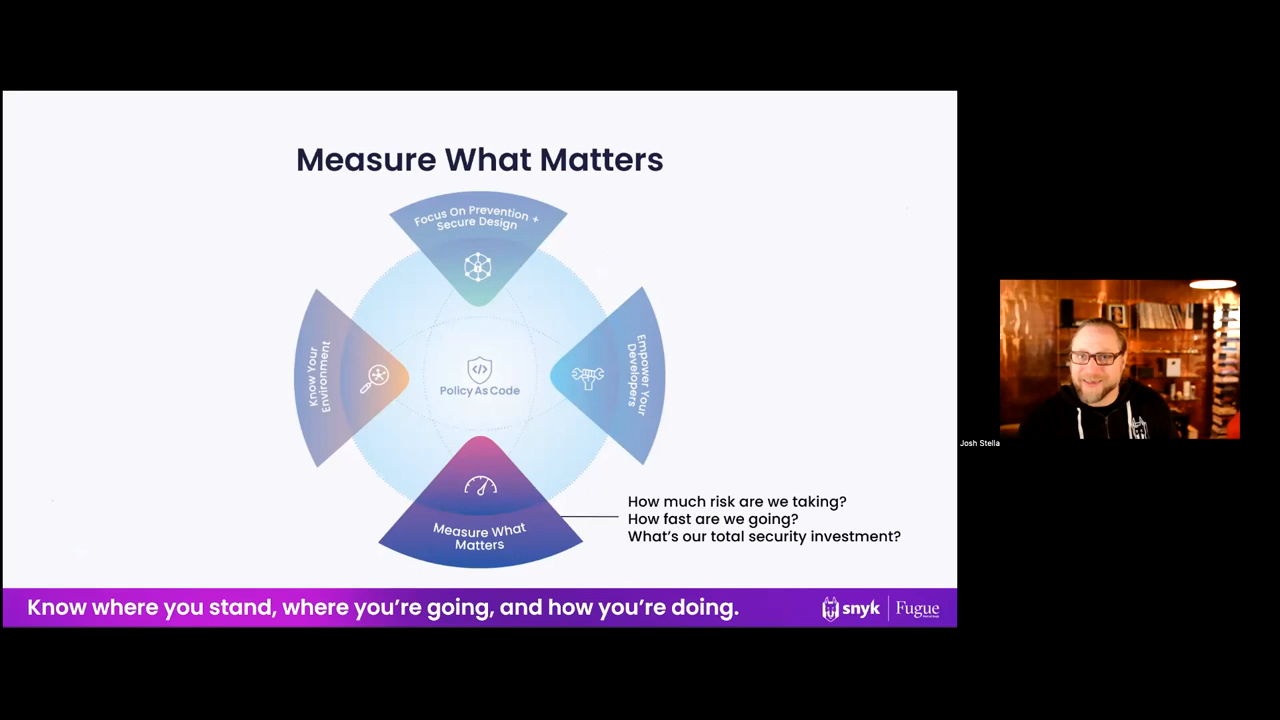 Measure What Matters
Focus On Prevention +
Secure Design
Know Your
Environment
Policy As Code
Empower Your
Developers
Measure What
Matters
How much risk are we taking?
How fast are we going?
What's our total security investment?
Know where you stand, where you're going, and how you're doing.
snyk
Fugue
Josh Stella